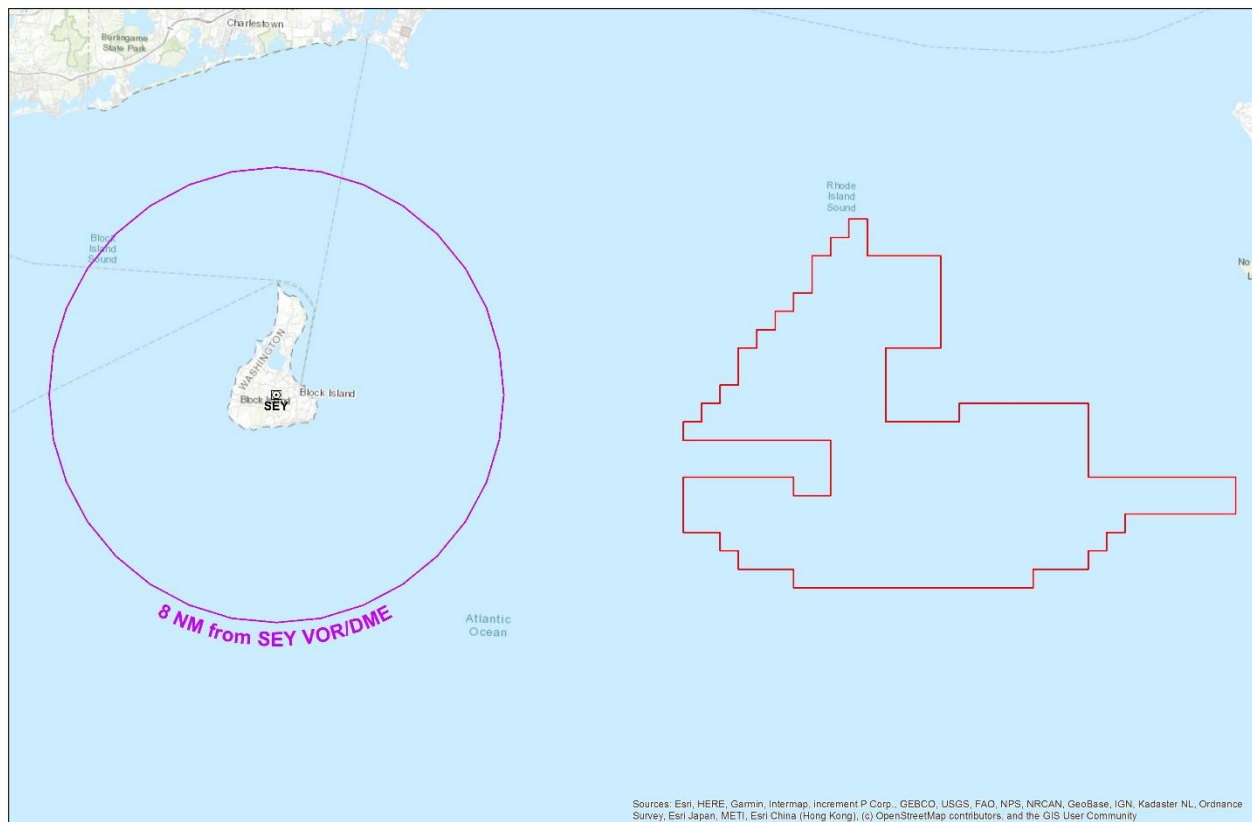 Charlestown
Burlingame
State Park
Rhode
Island
Sound
Block
Island
Sound
No
L
WASHINGTON
Block Island
Block
SEY
8 NM from SEY VOR/DME
Atlantic
Ocean
Sources: Esri, HERE, Garmin, Intermap, increment P Corp., GEBCO, USGS, FAO, NPS, NRCAN, GeoBase, IGN, Kadaster NL, Ordnance
Survey, Esri Japan, METI, Esri China (Hong Kong), (c) OpenStreetMap contributors, and the GIS User Community